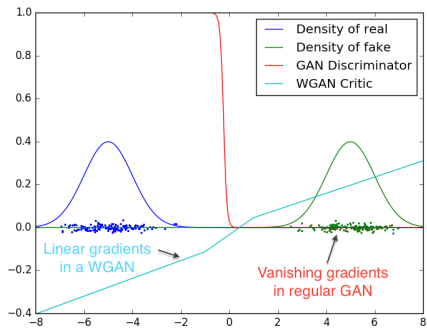 1.0
Density of real
Density of fake
GAN Discriminator
WGAN Critic
0.8
0.6
0.4
0.2
0.0
−0.2
−0.4
Linear gradients
in a WGAN
Vanishing gradients
in regular GAN
−8 −6 −4 −2 0 2 4 6 8